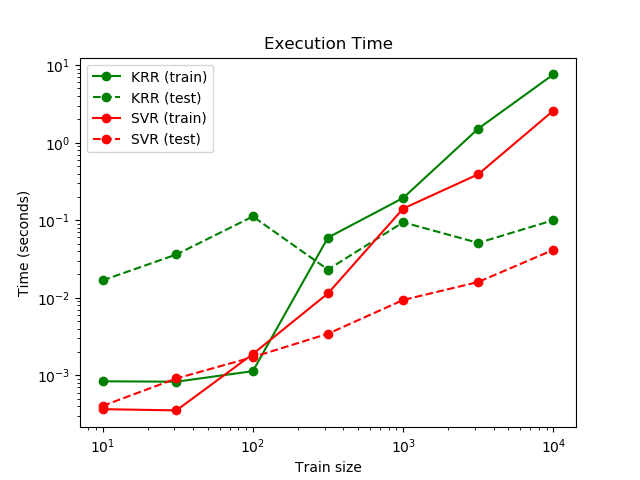 Execution Time
KRR (train)
KRR (test)
SVR (train)
SVR (test)
Time (seconds)
10¹
10⁰
10⁻¹
10⁻²
10⁻³
10¹ 10² 10³ 10⁴
Train size